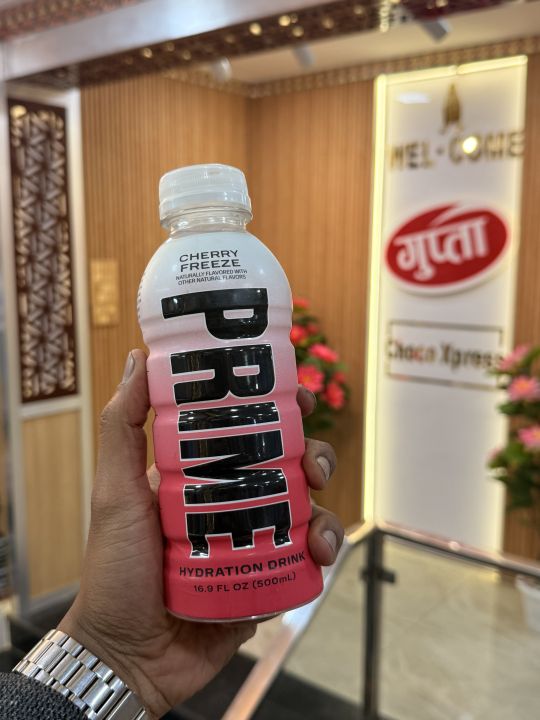 CHERRY
FREEZE
NATURALLY FLAVORED WITH
OTHER NATURAL FLAVORS
PRIME
HYDRATION DRINK
16.9 FL OZ (500mL)
WEL-COME
गुप्ता
Choco Xpress